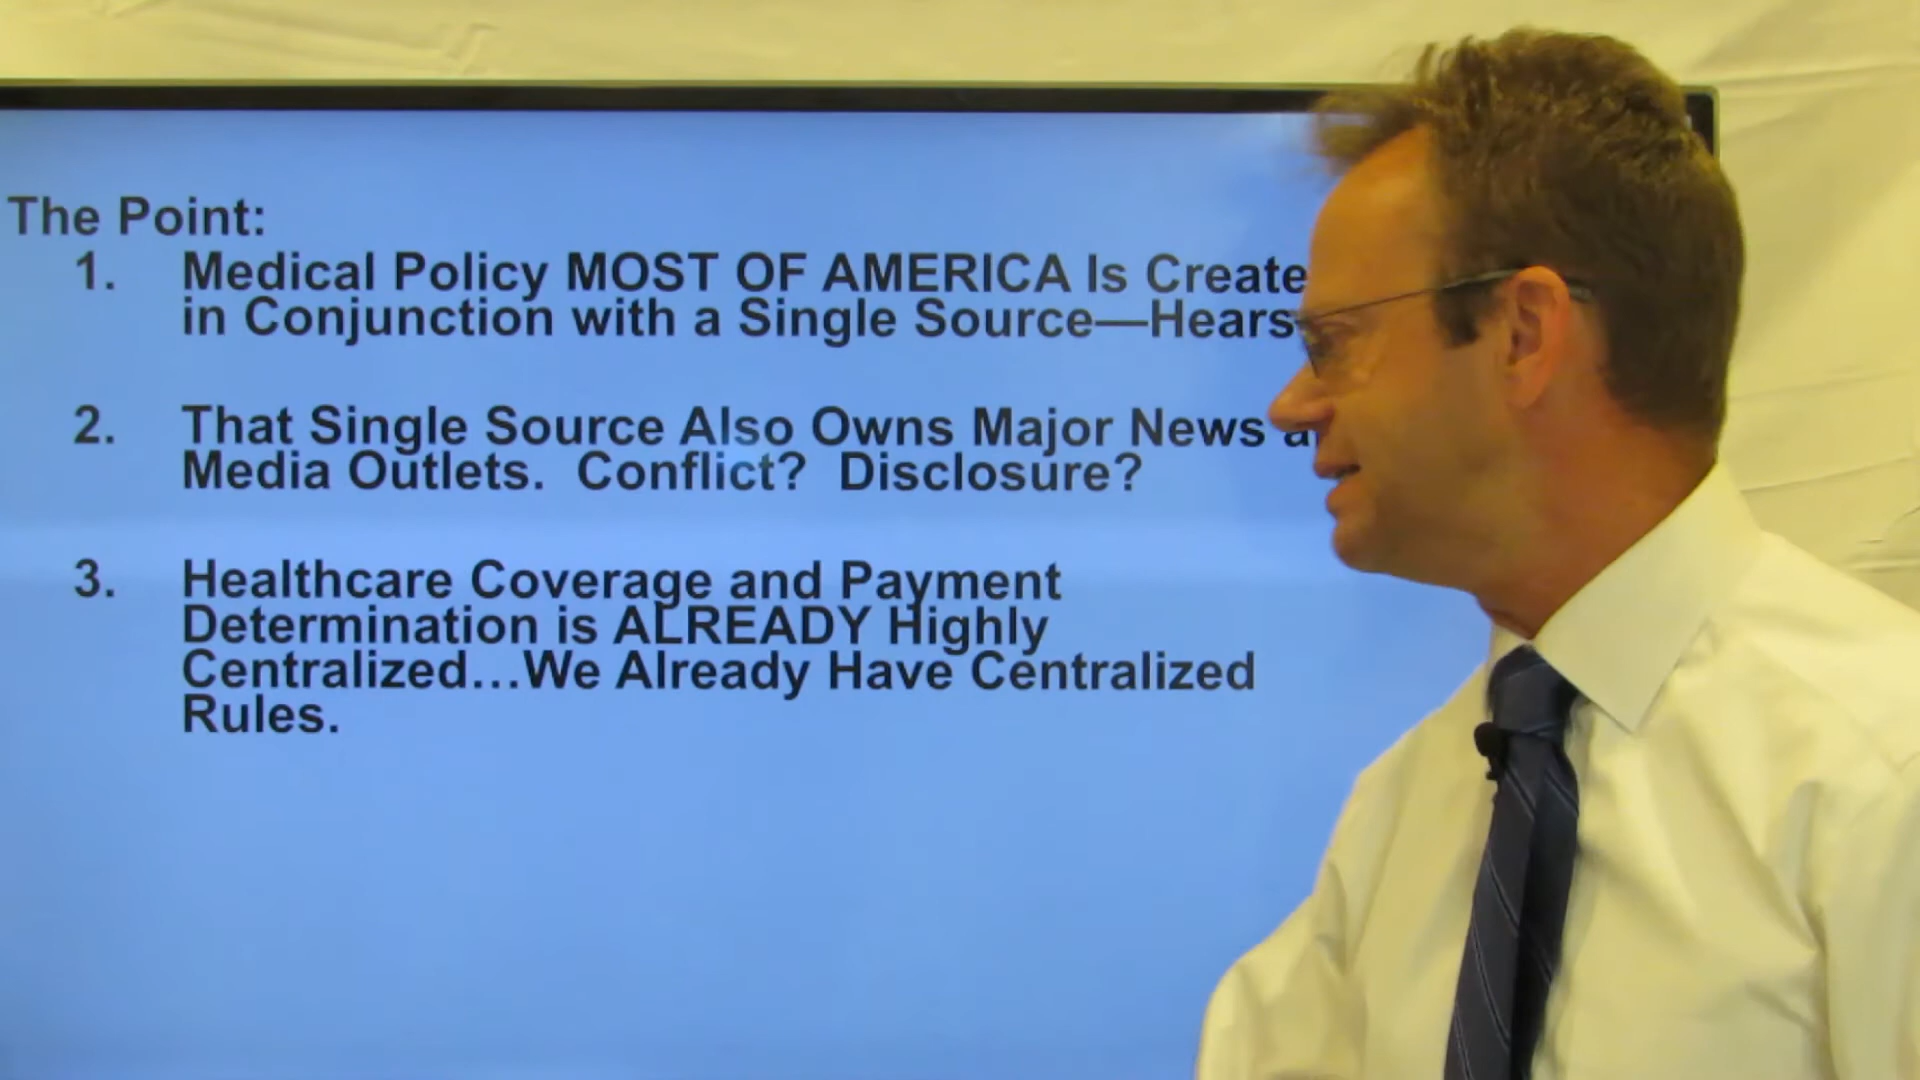 The Point:
1. Medical Policy MOST OF AMERICA Is Create
in Conjunction with a Single Source—Hears
2. That Single Source Also Owns Major News a
Media Outlets. Conflict? Disclosure?
3. Healthcare Coverage and Payment
Determination is ALREADY Highly
Centralized...We Already Have Centralized
Rules.